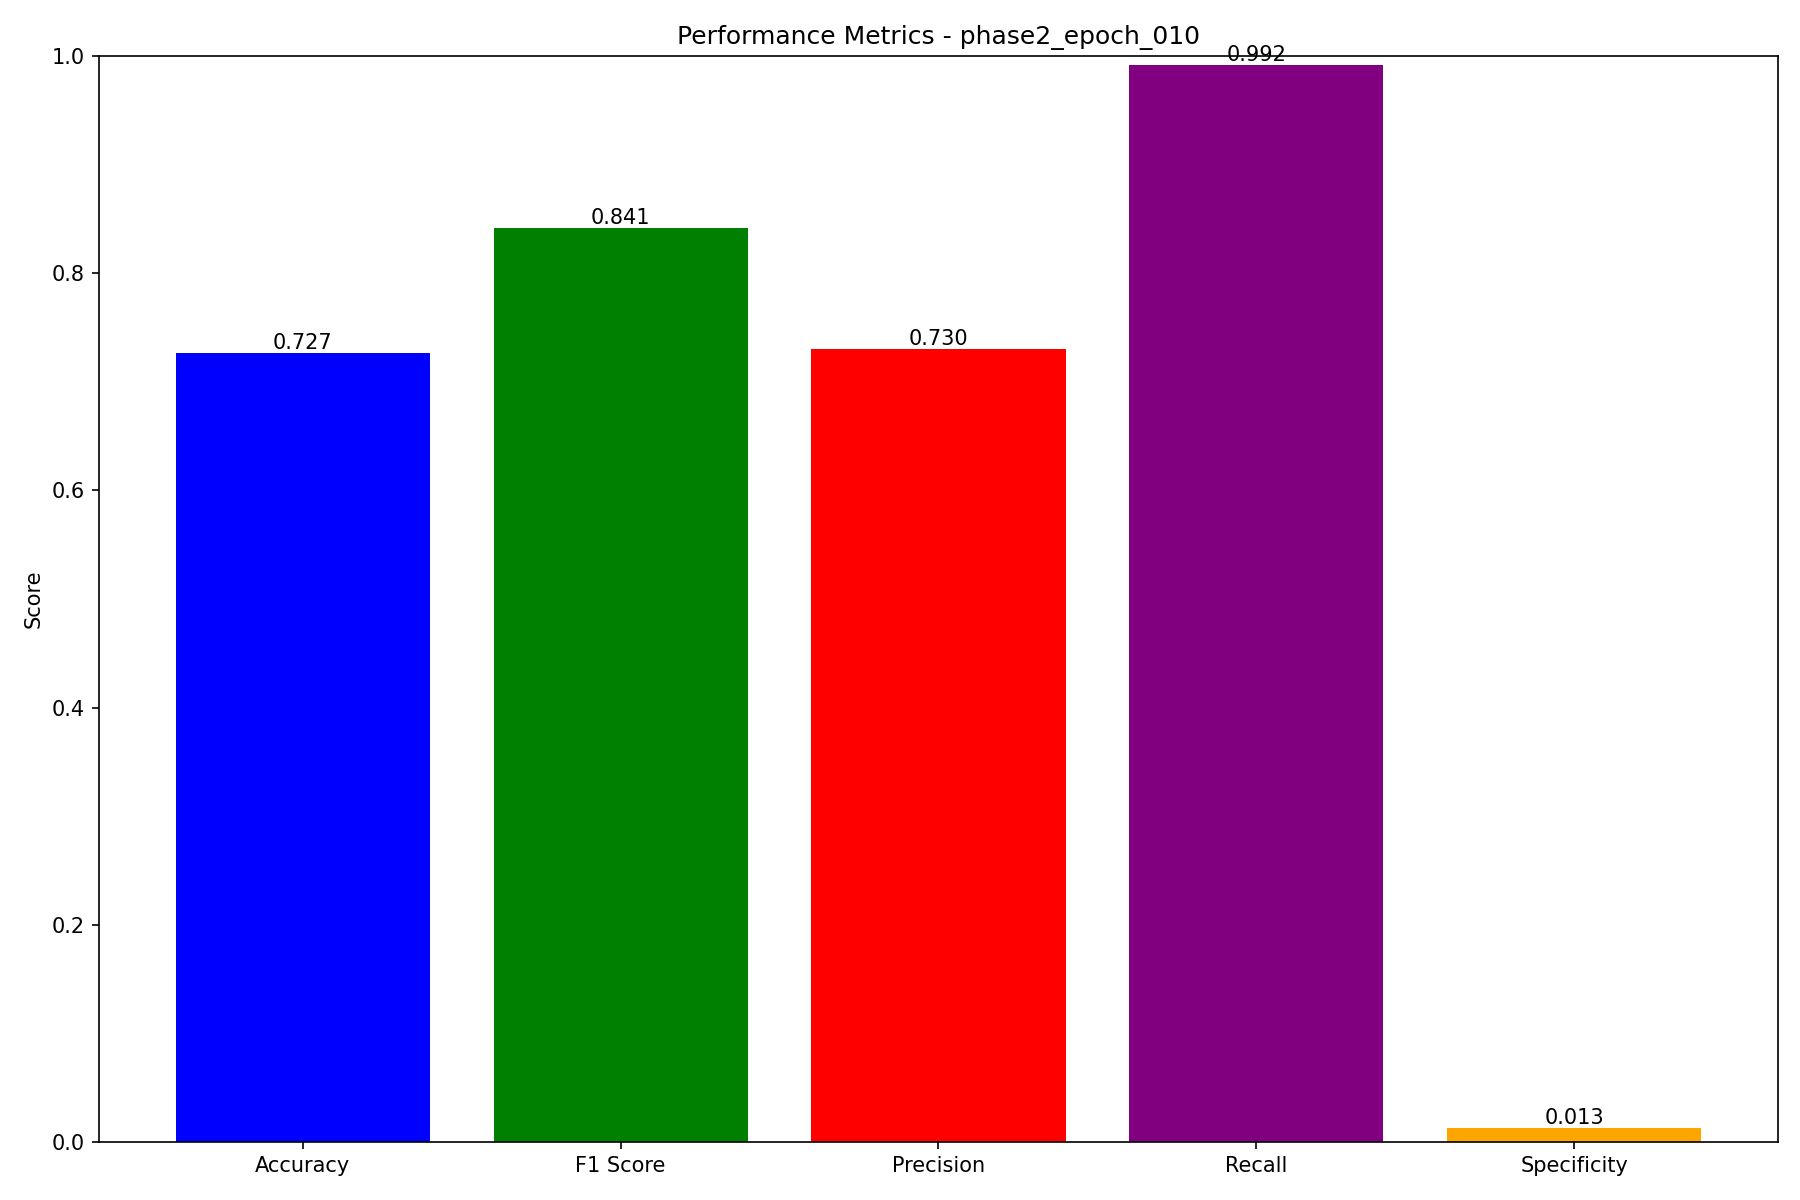 Performance Metrics - phase2_epoch_010
1.0
0.8
0.6
0.4
0.2
0.0
Score
0.727
0.841
0.730
0.992
0.013
Accuracy
F1 Score
Precision
Recall
Specificity